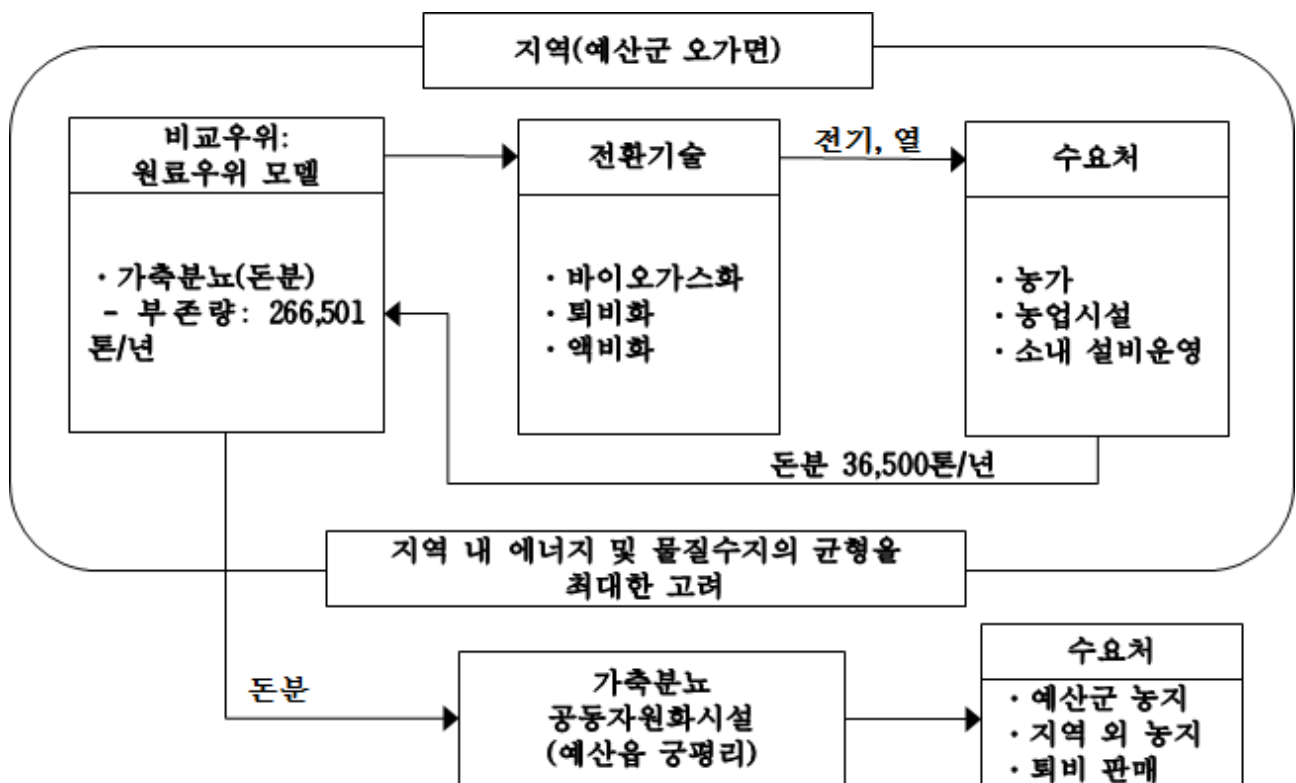 지역(예산군 오가면)
비교우위:
원료우위 모델
· 가축분뇨(돈분)
- 부존량: 266,501
톤/년
전환기술
· 바이오가스화
· 퇴비화
· 액비화
전기, 열
수요처
· 농가
· 농업시설
· 소내 설비운영
돈분 36,500톤/년
지역 내 에너지 및 물질수지의 균형을
최대한 고려
돈분
가축분뇨
공동자원화시설
(예산읍 궁평리)
수요처
· 예산군 농지
· 지역 외 농지
· 퇴비 판매